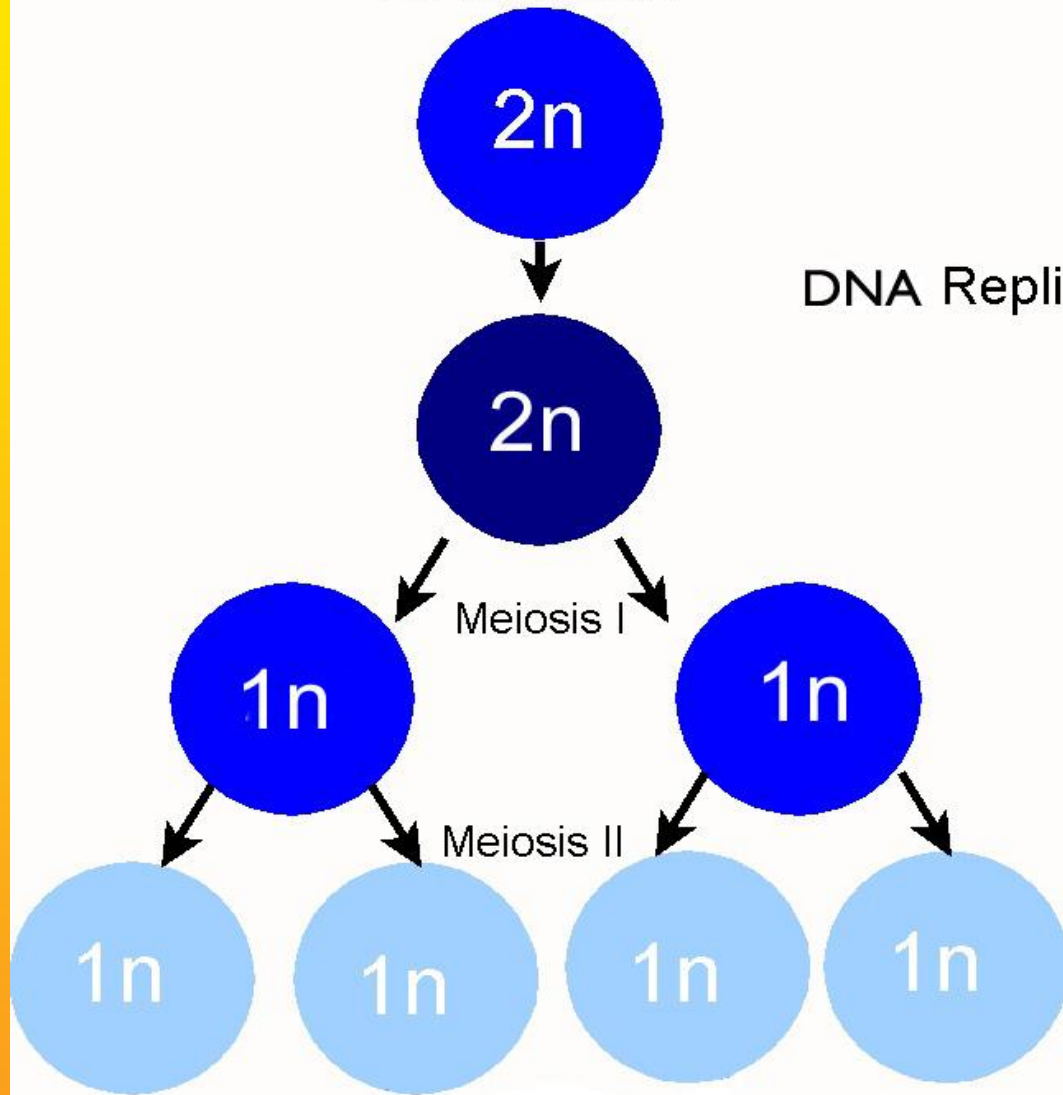 2n
DNA Repli
2n
Meiosis I
1n 1n
Meiosis II
1n 1n 1n 1n